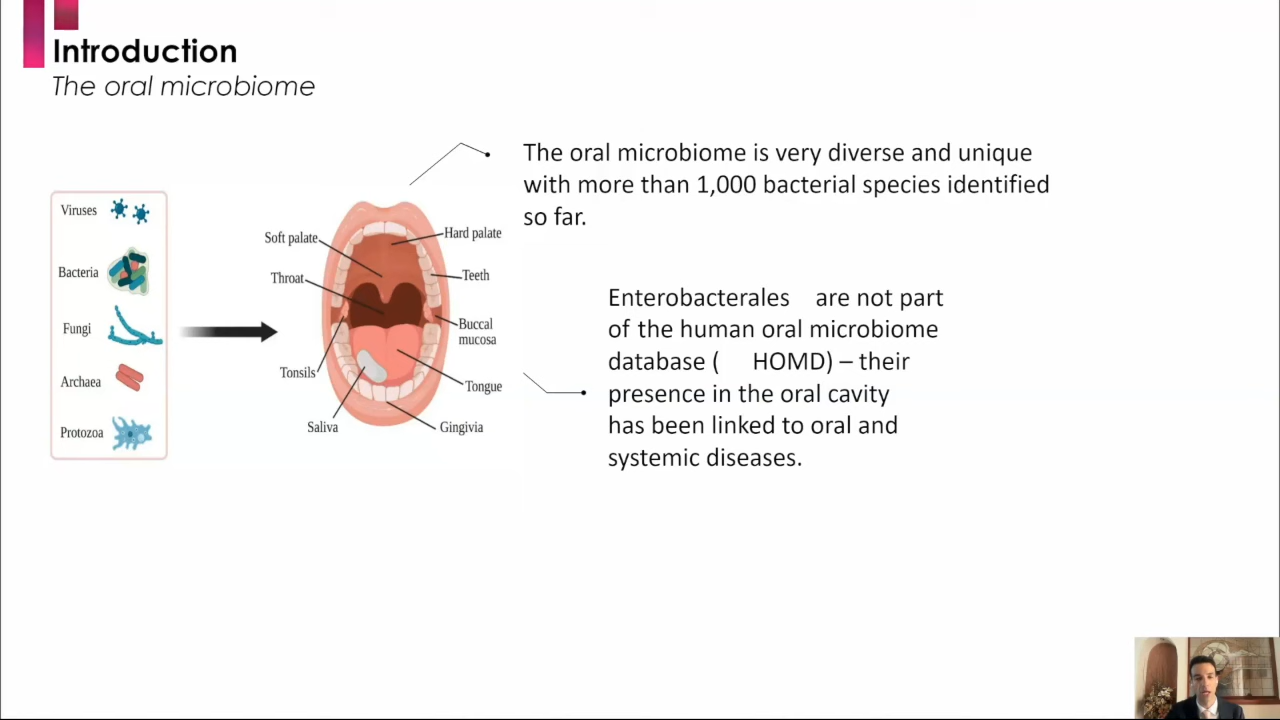 Introduction
The oral microbiome
The oral microbiome is very diverse and unique
with more than 1,000 bacterial species identified
so far.
Viruses
Bacteria
Fungi
Archaea
Protozoa
Soft palate
Hard palate
Throat
Teeth
Buccal
mucosa
Tonsils
Tongue
Saliva
Gingivia
Enterobacterales are not part
of the human oral microbiome
database ( HOMD) – their
presence in the oral cavity
has been linked to oral and
systemic diseases.